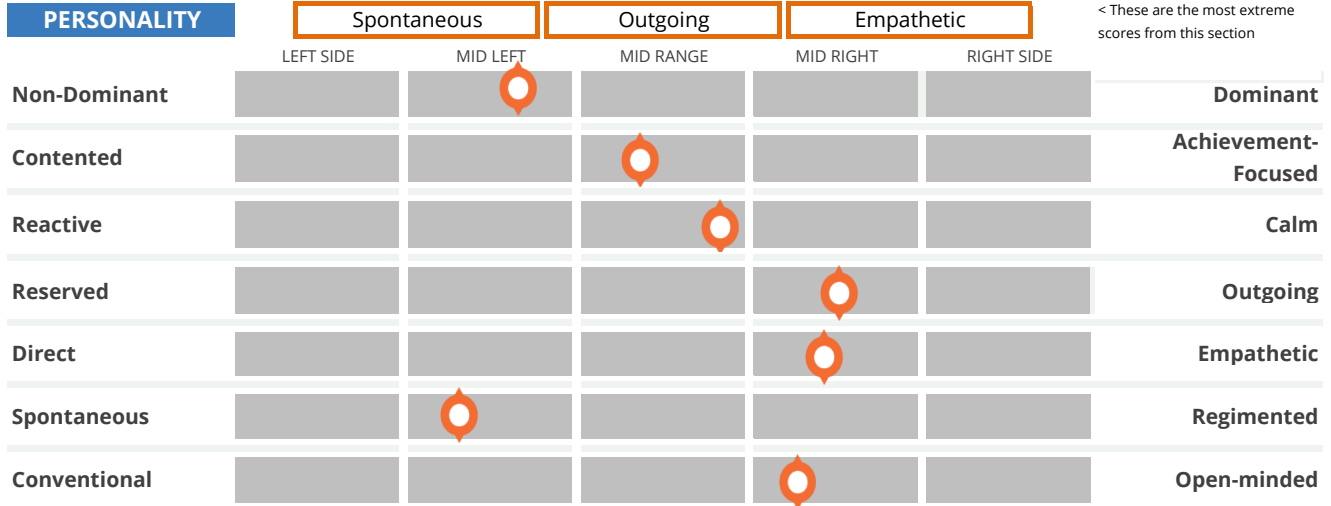 PERSONALITY
Spontaneous
Outgoing
Empathetic
< These are the most extreme
scores from this section
LEFT SIDE
MID LEFT
MID RANGE
MID RIGHT
RIGHT SIDE
Non-Dominant
Dominant
Contented
Achievement-
Focused
Reactive
Calm
Reserved
Outgoing
Direct
Empathetic
Spontaneous
Regimented
Conventional
Open-minded